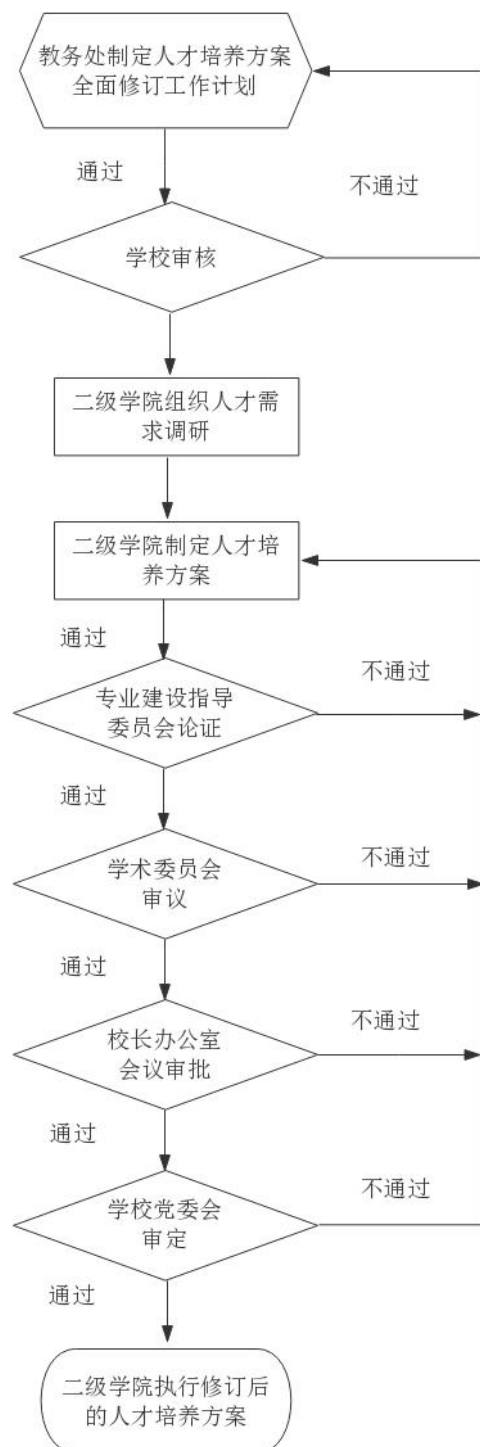 教务处制定人才培养方案
全面修订工作计划
通过
不通过
学校审核
二级学院组织人才需
求调研
二级学院制定人才培
养方案
通过
不通过
专业建设指导
委员会论证
通过
不通过
学术委员会
审议
通过
不通过
校长办公室
会议审批
通过
不通过
学校党委会
审定
通过
二级学院执行修订后
的人才培养方案